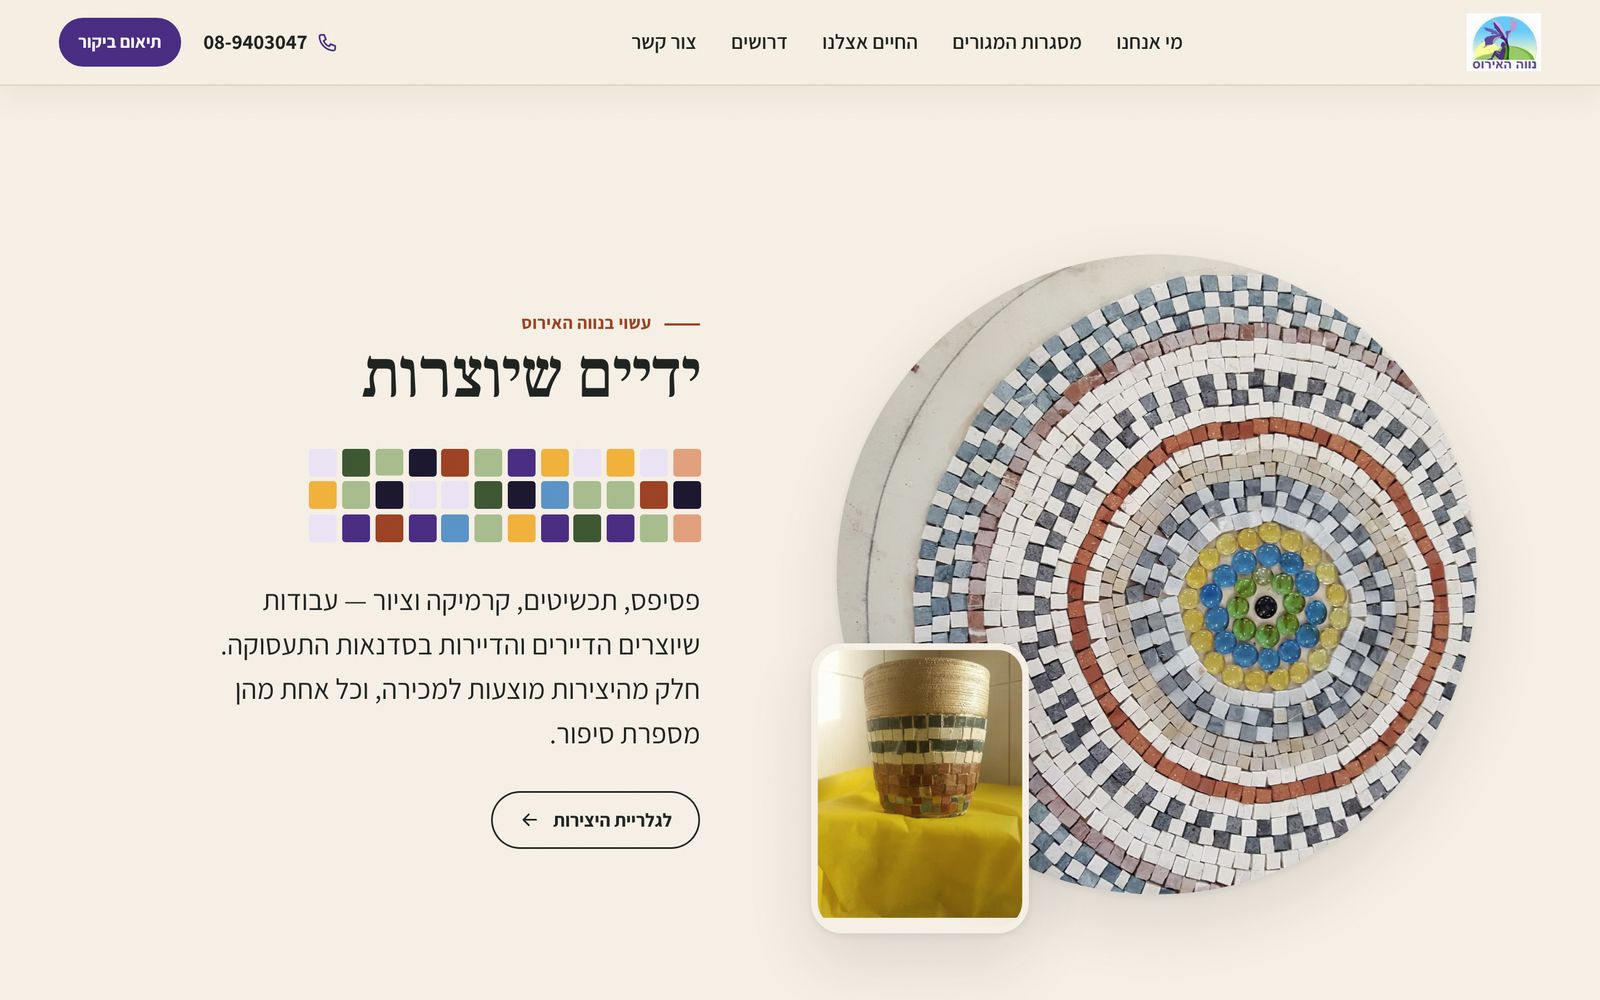 נווה האירוס
מי אנחנו
מסגרות המגורים
החיים אצלנו
דרושים
צור קשר
08-9403047
תיאום ביקור
עשוי בנווה האירוס
ידיים שיוצרות
פסיפס, תכשיטים, קרמיקה וציור — עבודות
שיוצרים הדיירים והדיירות בסדנאות התעסוקה.
חלק מהיצירות מוצעות למכירה, וכל אחת מהן
מספרת סיפור.
לגלריית היצירות